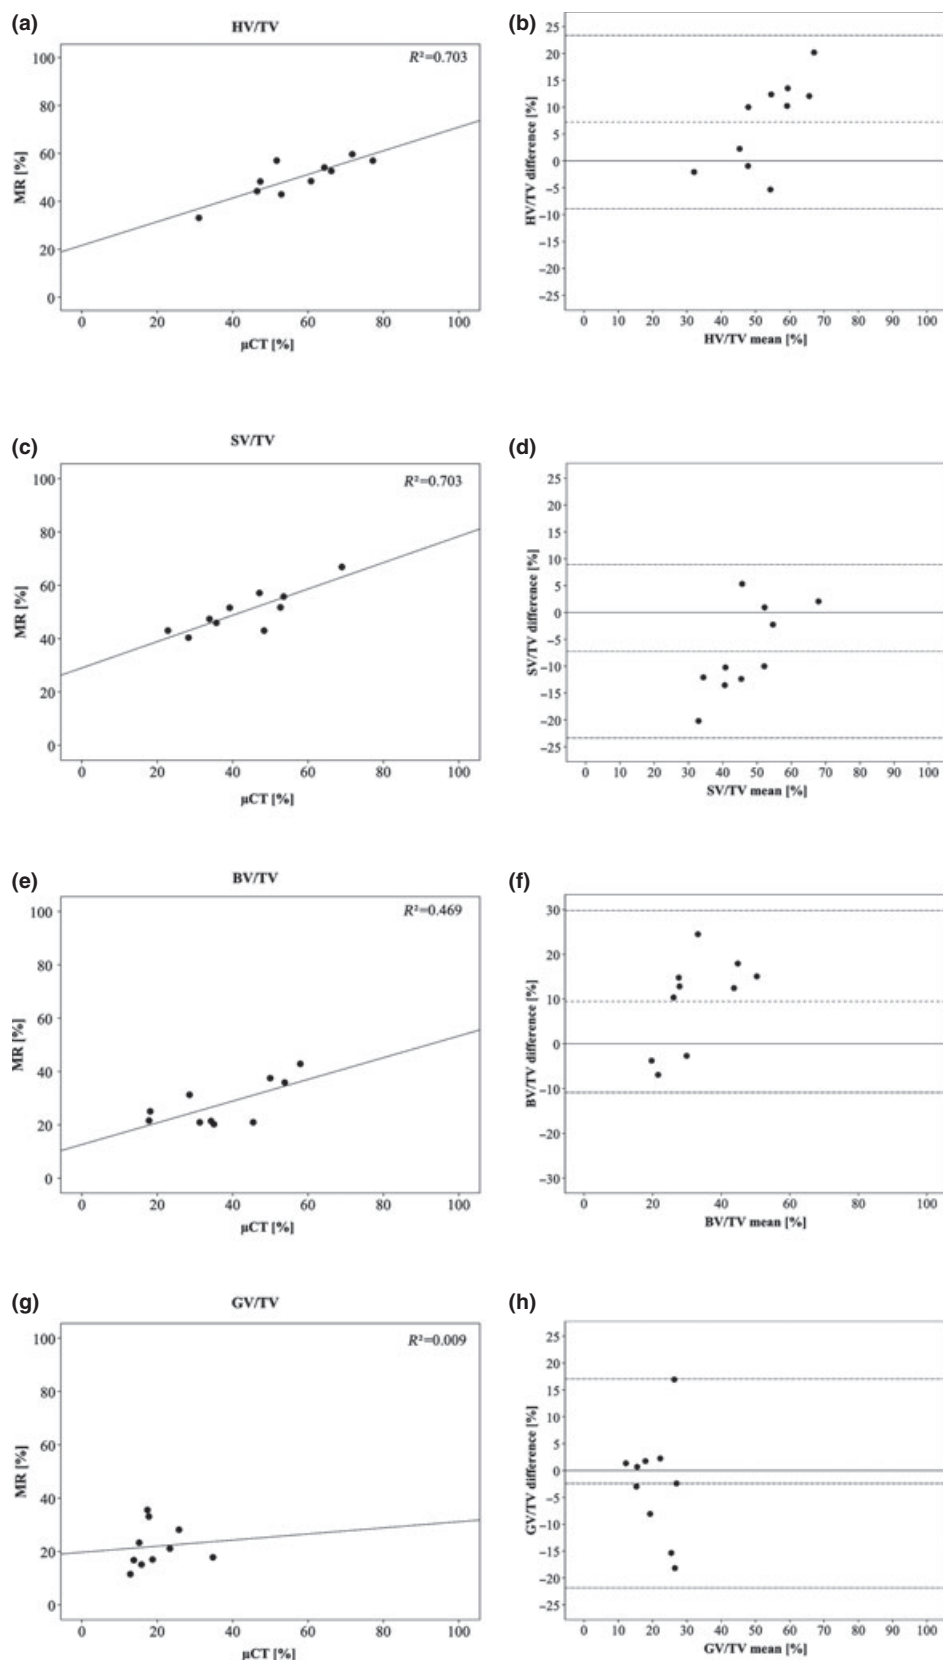 (a)
HV/TV
R²=0.703
100
80
60
40
20
0
MR [%]
0 20 40 60 80 100
µCT [%]
(b)
25
20
15
10
5
0
−5
−10
−15
−20
−25
HV/TV difference [%]
0 10 20 30 40 50 60 70 80 90 100
HV/TV mean [%]
(c)
SV/TV
R²=0.703
100
80
60
40
20
0
MR [%]
0 20 40 60 80 100
µCT [%]
(d)
25
20
15
10
5
0
−5
−10
−15
−20
−25
SV/TV difference [%]
0 10 20 30 40 50 60 70 80 90 100
SV/TV mean [%]
(e)
BV/TV
R²=0.469
100
80
60
40
20
0
MR [%]
0 20 40 60 80 100
µCT [%]
(f)
30
20
10
0
−10
−20
−30
BV/TV difference [%]
0 20 40 60 80 100
BV/TV mean [%]
(g)
GV/TV
R²=0.009
100
80
60
40
20
0
MR [%]
0 20 40 60 80 100
µCT [%]
(h)
25
20
15
10
5
0
−5
−10
−15
−20
−25
GV/TV difference [%]
0 10 20 30 40 50 60 70 80 90 100
GV/TV mean [%]